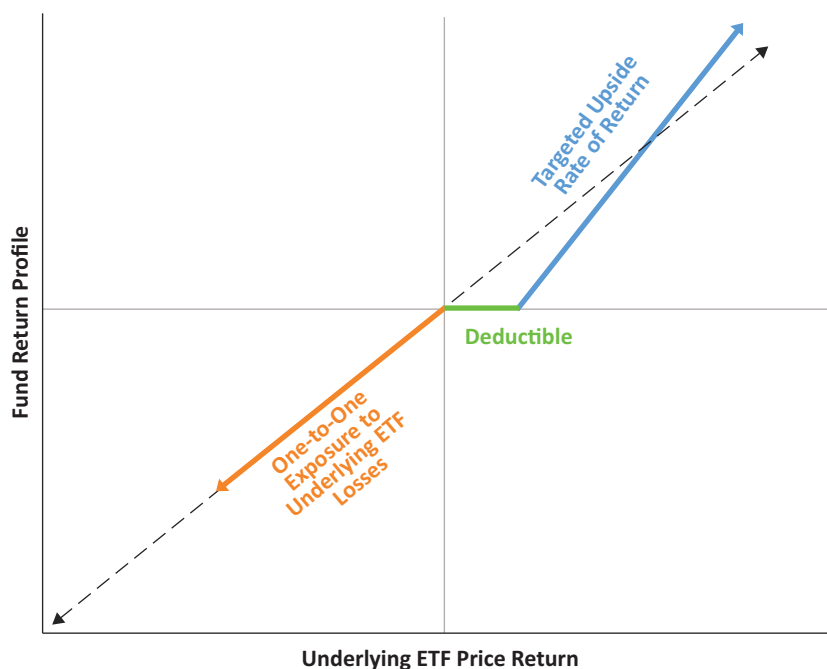 Targeted Upside
Rate of Return
Fund Return Profile
Deductible
One-to-One
Exposure to
Underlying ETF
Losses
Underlying ETF Price Return